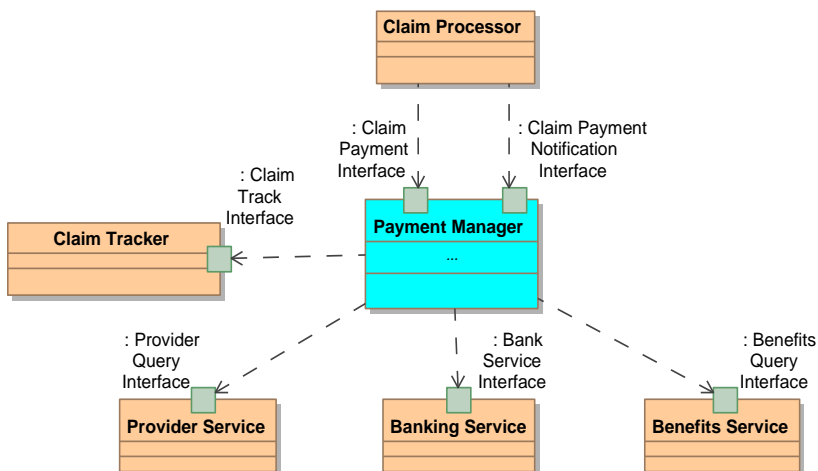 Claim Processor
: Claim
Payment
Interface
: Claim Payment
Notification
Interface
: Claim
Track
Interface
Claim Tracker
Payment Manager
...
: Provider
Query
Interface
: Bank
Service
Interface
: Benefits
Query
Interface
Provider Service
Banking Service
Benefits Service